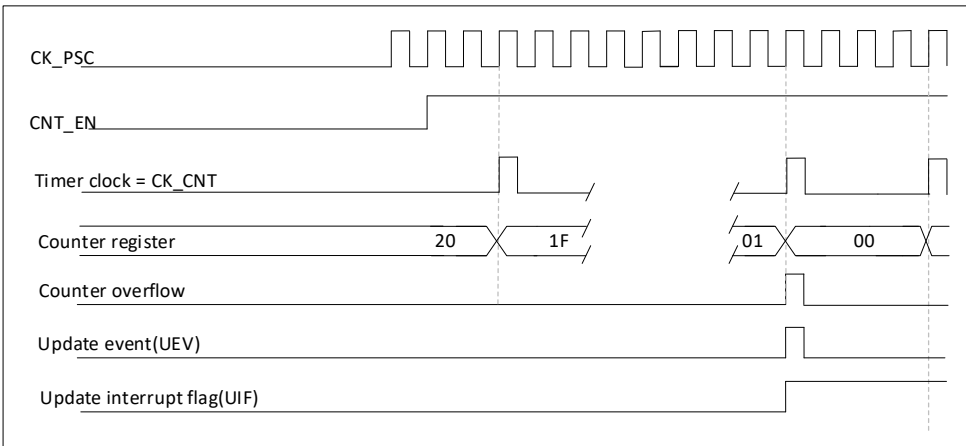 CK_PSC
CNT_EN
Timer clock = CK_CNT
Counter register 20 1F 01 00
Counter overflow
Update event(UEV)
Update interrupt flag(UIF)